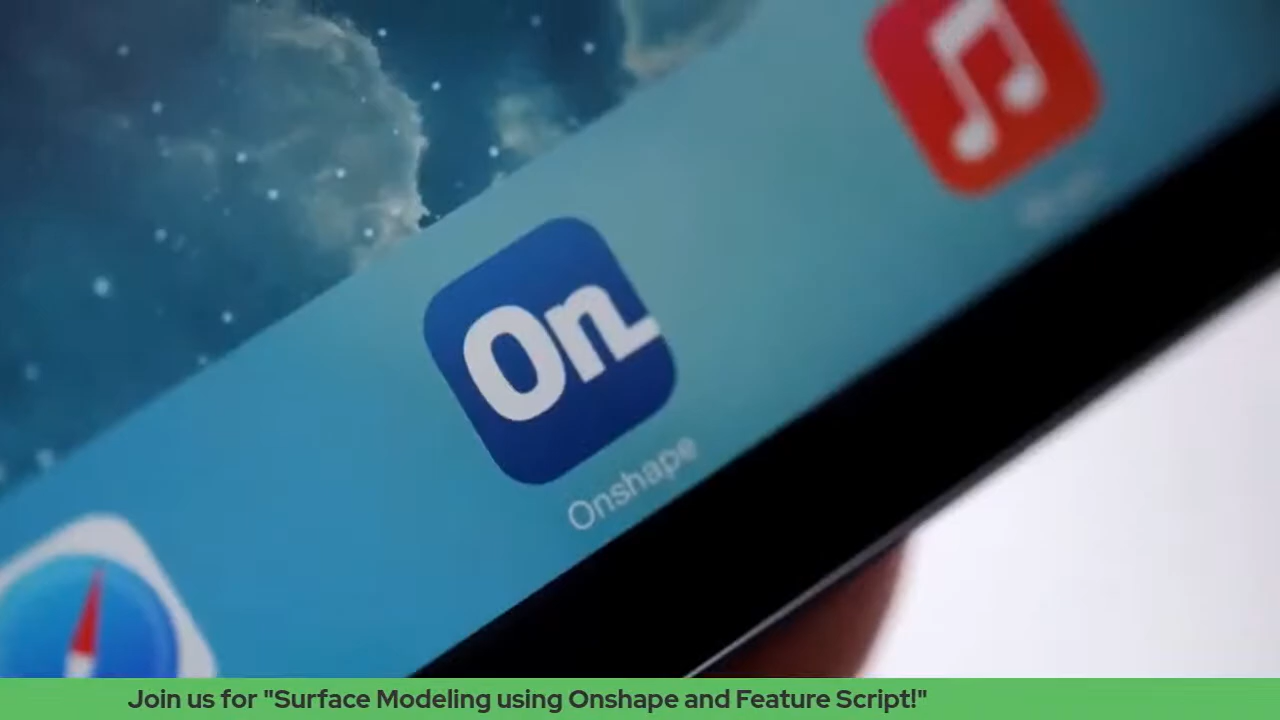 On
Onshape
Join us for "Surface Modeling using Onshape and Feature Script!"